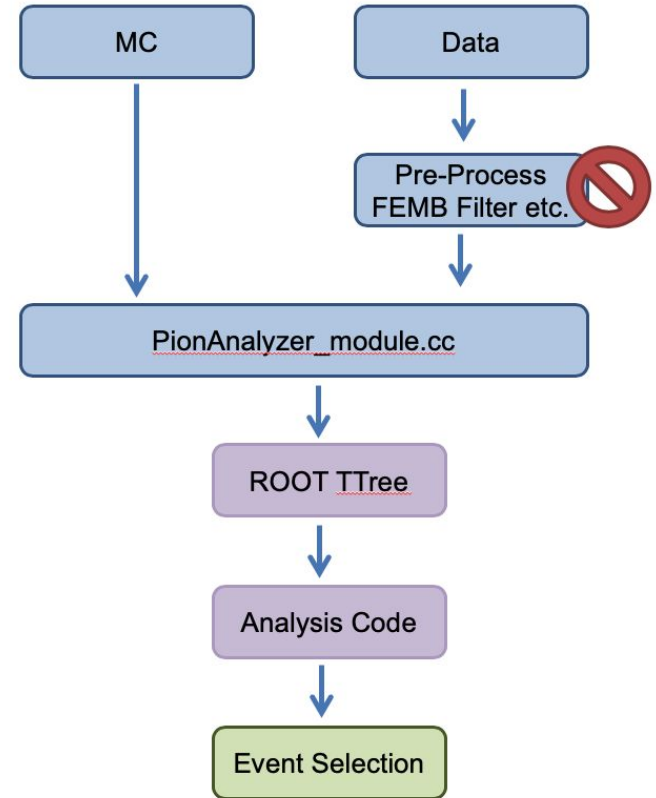 MC
Data
Pre-Process
FEMB Filter etc.
PionAnalyzer_module.cc
ROOT TTree
Analysis Code
Event Selection